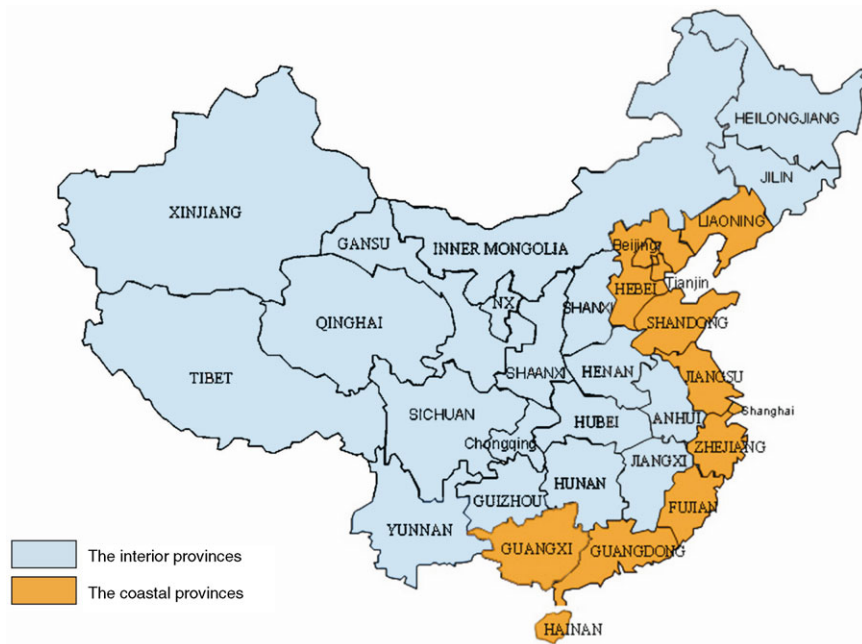 HEILONGJIANG
JILIN
LIAONING
XINJIANG
GANSU
INNER MONGOLIA
Beijing
Tianjin
HEBEI
NX
SHANXI
QINGHAI
SHANDONG
TIBET
SHAANXI
HENAN
JIANGSU
SICHUAN
HUBEI
ANHUI
Shanghai
Chongqing
ZHEJIANG
JIANGXI
HUNAN
GUIZHOU
FUJIAN
YUNNAN
GUANGXI
GUANGDONG
HAINAN
The interior provinces
The coastal provinces